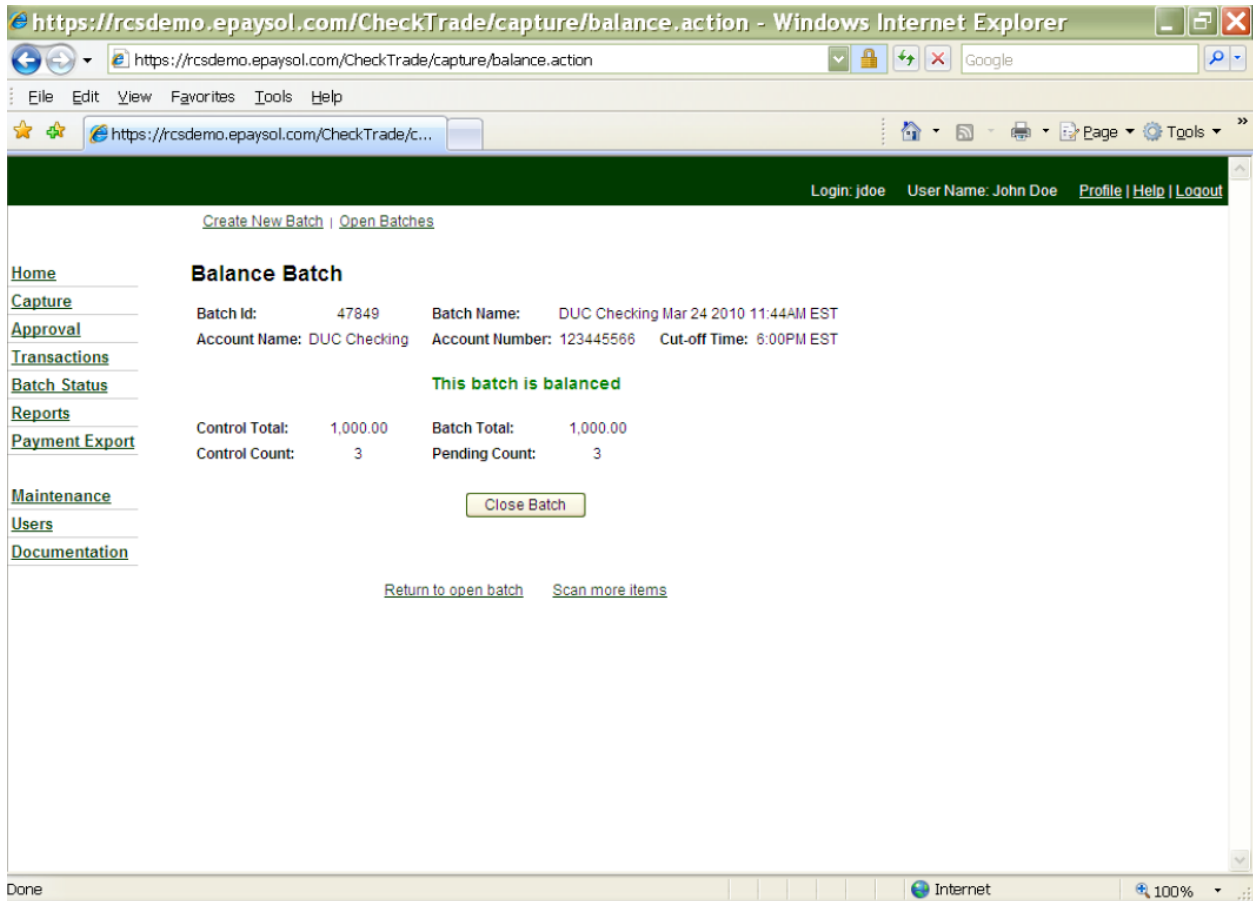 https://rcsdemo.epaysol.com/CheckTrade/capture/balance.action - Windows Internet Explorer
https://rcsdemo.epaysol.com/CheckTrade/capture/balance.action Google
File Edit View Favorites Tools Help
https://rcsdemo.epaysol.com/CheckTrade/c... Page Tools »
Login: jdoe User Name: John Doe Profile | Help | Logout
Create New Batch | Open Batches
Home
Capture
Approval
Transactions
Batch Status
Reports
Payment Export
Maintenance
Users
Documentation
Balance Batch
Batch Id: 47849 Batch Name: DUC Checking Mar 24 2010 11:44AM EST
Account Name: DUC Checking Account Number: 123445566 Cut-off Time: 6:00PM EST
This batch is balanced
Control Total: 1,000.00 Batch Total: 1,000.00
Control Count: 3 Pending Count: 3
Close Batch
Return to open batch Scan more items
Done Internet 100%